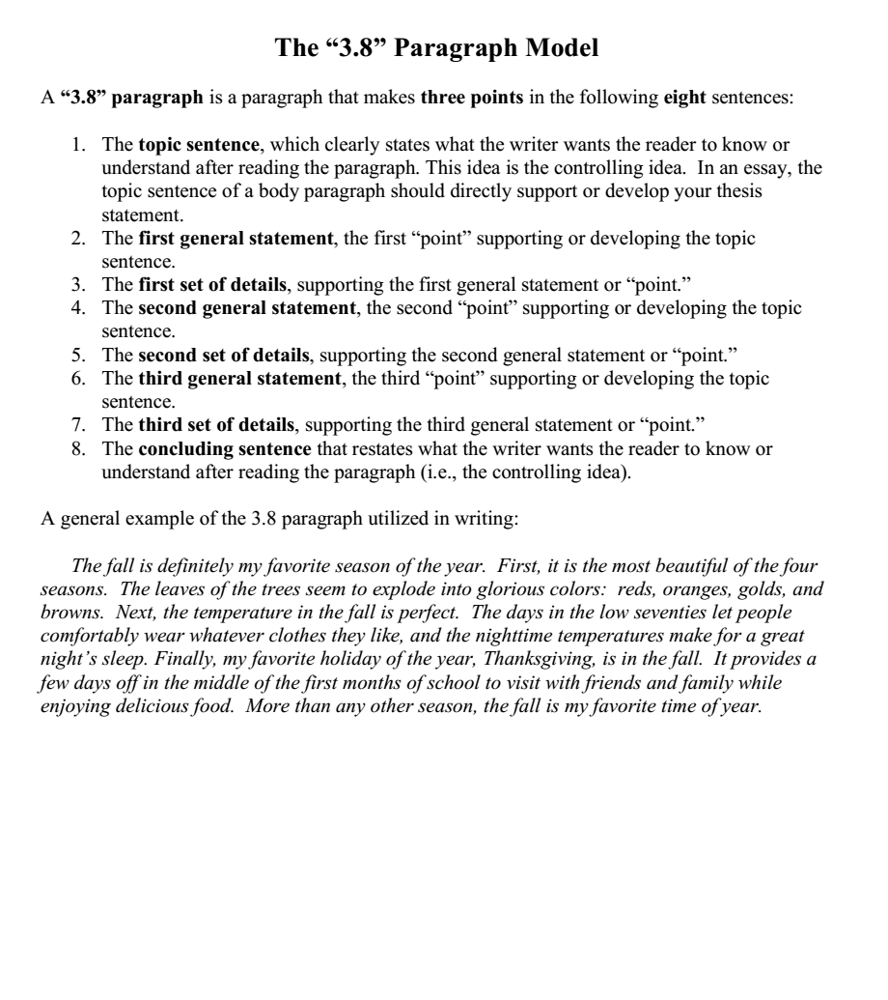 The “3.8” Paragraph Model
A “3.8” paragraph is a paragraph that makes three points in the following eight sentences:
1. The topic sentence, which clearly states what the writer wants the reader to know or
understand after reading the paragraph. This idea is the controlling idea.  In an essay, the
topic sentence of a body paragraph should directly support or develop your thesis
statement.
2. The first general statement, the first “point” supporting or developing the topic
sentence.
3. The first set of details, supporting the first general statement or “point.”
4. The second general statement, the second “point” supporting or developing the topic
sentence.
5. The second set of details, supporting the second general statement or “point.”
6. The third general statement, the third “point” supporting or developing the topic
sentence.
7. The third set of details, supporting the third general statement or “point.”
8. The concluding sentence that restates what the writer wants the reader to know or
understand after reading the paragraph (i.e., the controlling idea).
A general example of the 3.8 paragraph utilized in writing:
The fall is definitely my favorite season of the year.  First, it is the most beautiful of the four
seasons.  The leaves of the trees seem to explode into glorious colors:  reds, oranges, golds, and
browns.  Next, the temperature in the fall is perfect.  The days in the low seventies let people
comfortably wear whatever clothes they like, and the nighttime temperatures make for a great
night’s sleep. Finally, my favorite holiday of the year, Thanksgiving, is in the fall.  It provides a
few days off in the middle of the first months of school to visit with friends and family while
enjoying delicious food.  More than any other season, the fall is my favorite time of year.